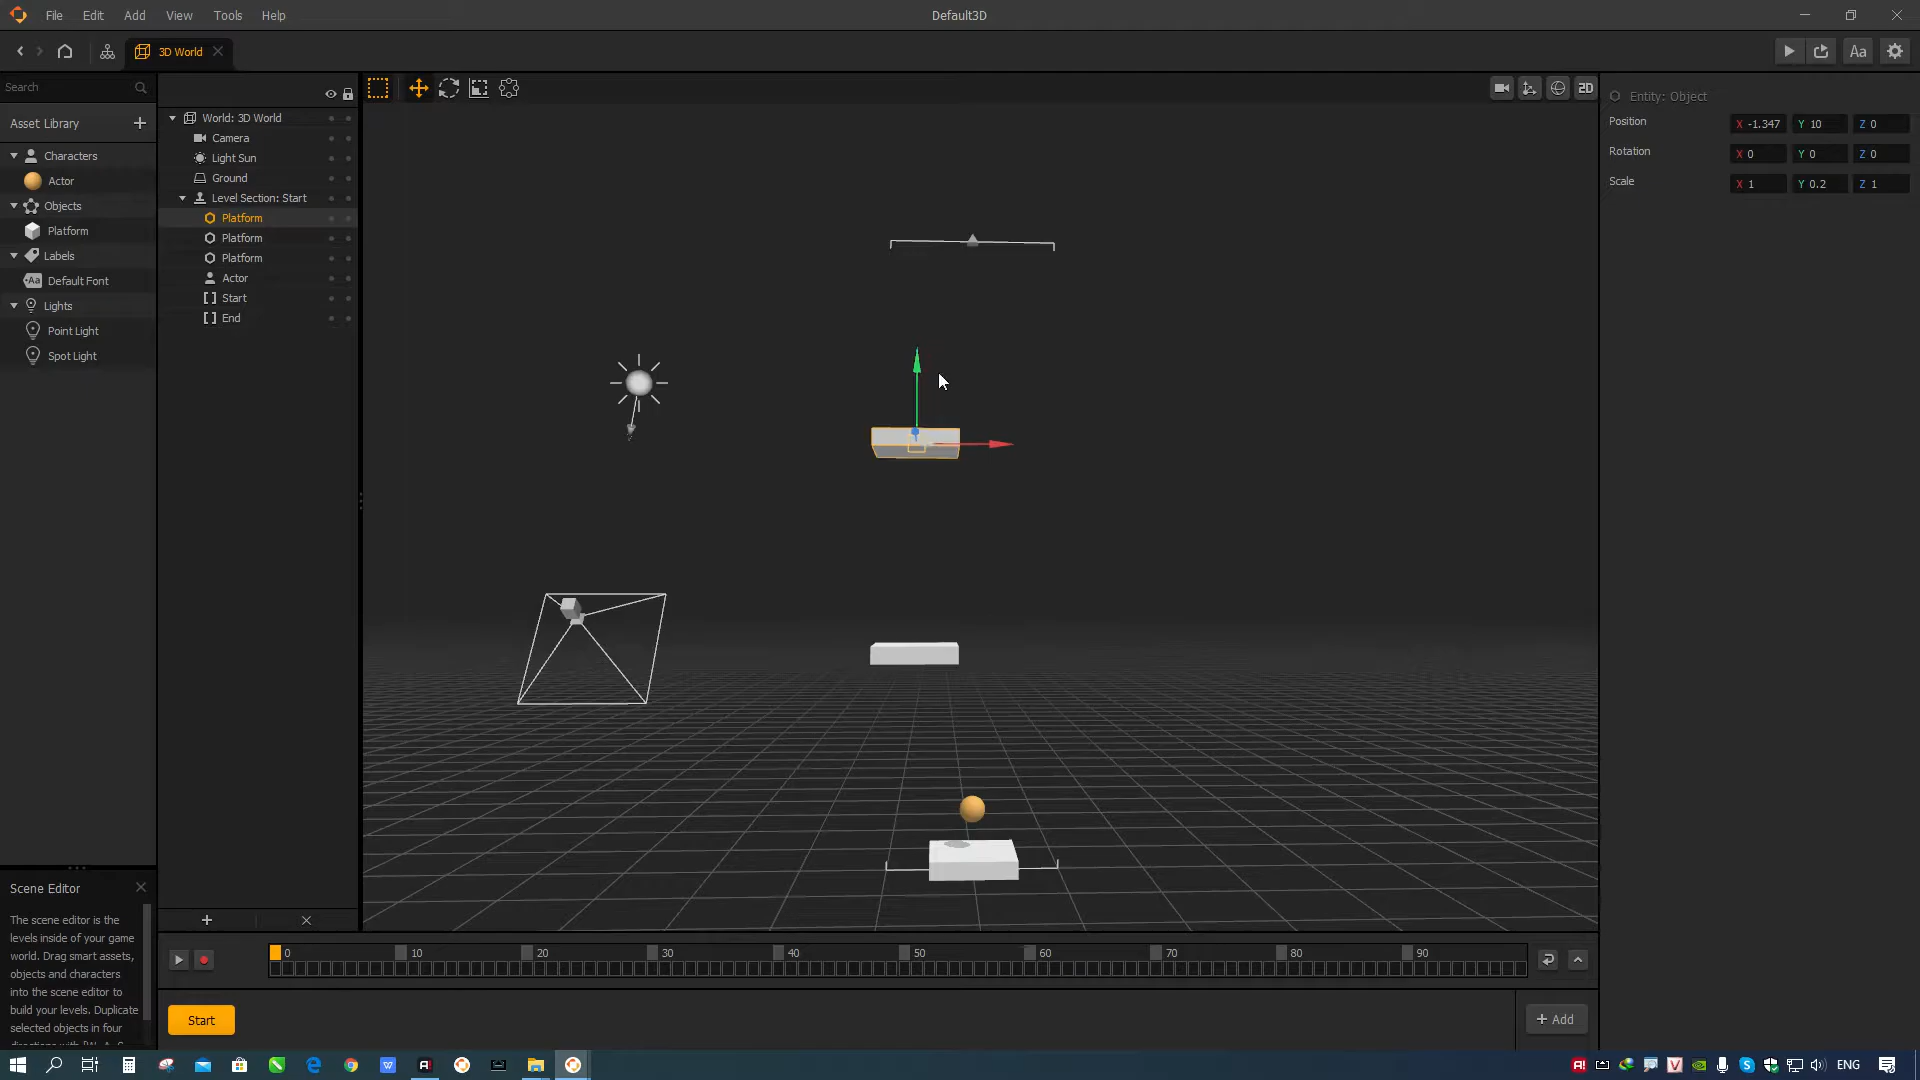 File Edit Add View Tools Help
Default3D
3D World
Aa
Search
Asset Library
Characters
Actor
Objects
Platform
Labels
Aa Default Font
Lights
Point Light
Spot Light
World: 3D World
Camera
Light Sun
Ground
Level Section: Start
Platform
Platform
Platform
Actor
Start
End
2D
Entity: Object
Position X -1.347 Y 10 Z 0
Rotation X 0 Y 0 Z 0
Scale X 1 Y 0.2 Z 1
Scene Editor
The scene editor is the
levels inside of your game
world. Drag smart assets,
objects and characters
into the scene editor to
build your levels. Duplicate
selected objects in four
0 10 20 30 40 50 60 70 80 90
Start
+ Add
ENG